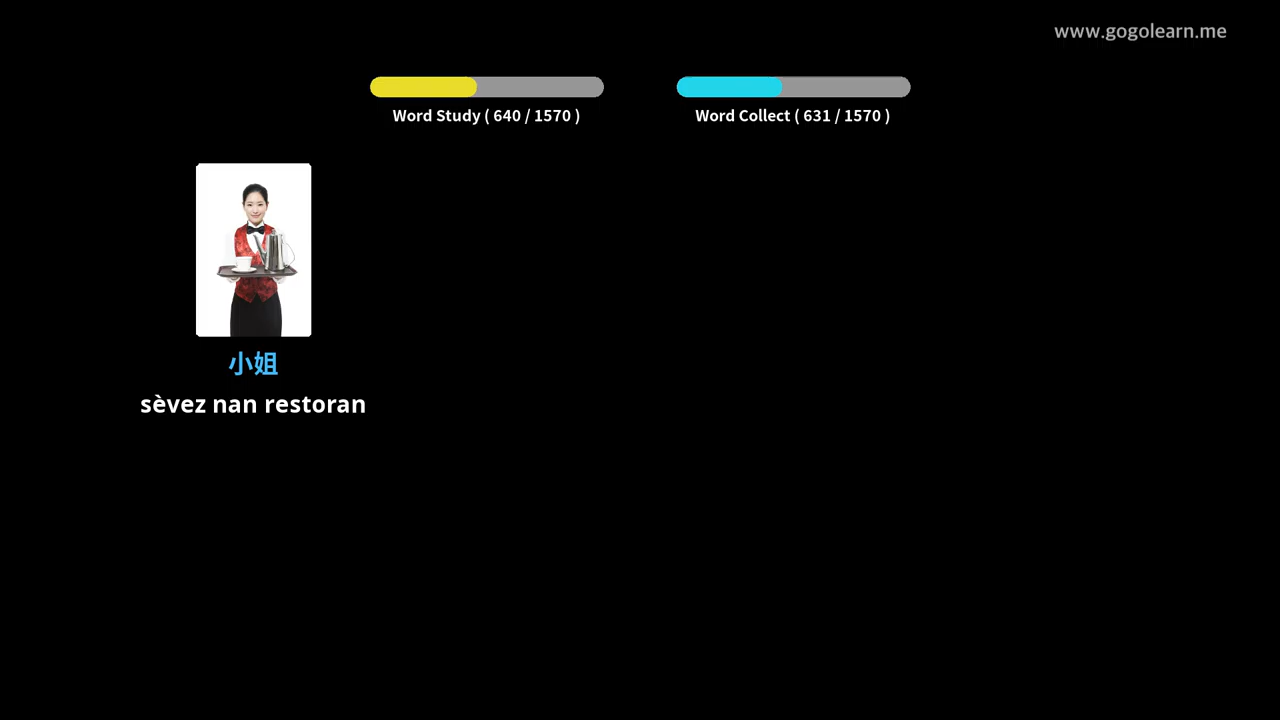 www.gogolearn.me
Word Study ( 640 / 1570 )
Word Collect ( 631 / 1570 )
小姐
sèvez nan restoran